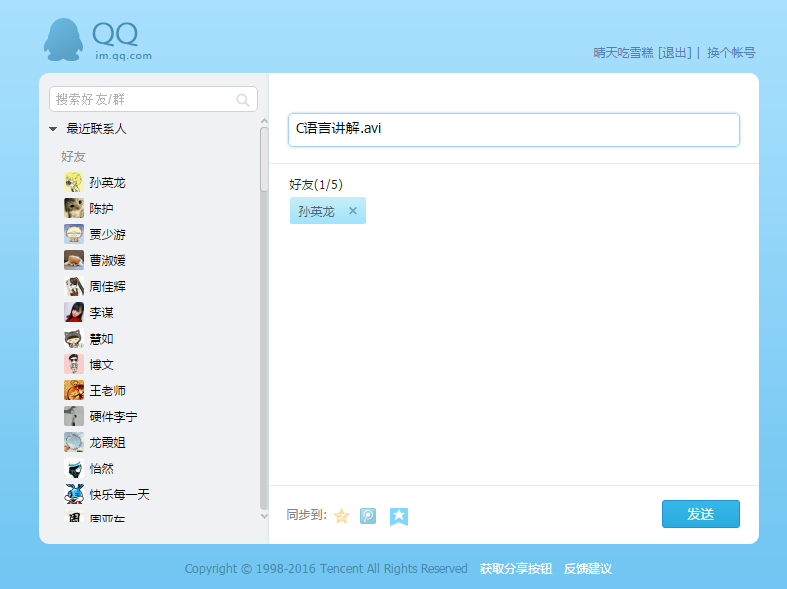 QQ
im.qq.com
晴天吃雪糕 [退出] | 换个帐号
搜索好友/群
最近联系人
好友
孙英龙
陈护
贾少游
曹淑媛
周佳辉
李谋
慧如
博文
王老师
硬件李宁
龙霞姐
怡然
快乐每一天
周亚东
C语言讲解.avi
好友(1/5)
孙英龙 ×
同步到:
发送
Copyright © 1998-2016 Tencent All Rights Reserved 获取分享按钮 反馈建议